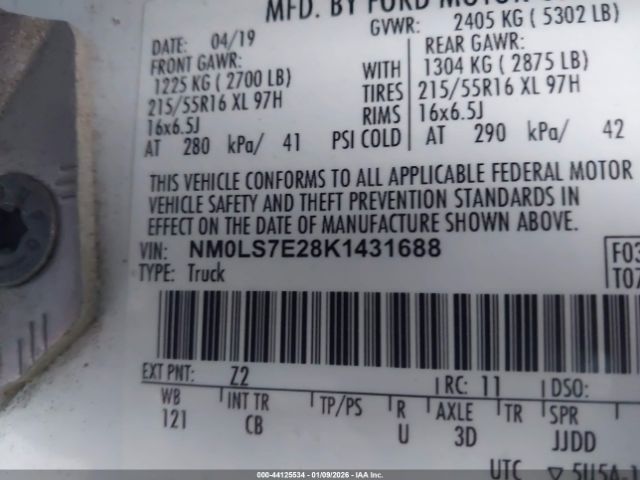 MFD. BY FORD MOTOR
GVWR: 2405 KG ( 5302 LB)
DATE: 04/19
FRONT GAWR: REAR GAWR:
1225 KG ( 2700 LB) WITH 1304 KG ( 2875 LB)
215/55R16 XL 97H TIRES 215/55R16 XL 97H
16x6.5J RIMS 16x6.5J
AT 280 kPa/ 41 PSI COLD AT 290 kPa/ 42
THIS VEHICLE CONFORMS TO ALL APPLICABLE FEDERAL MOTOR
VEHICLE SAFETY AND THEFT PREVENTION STANDARDS IN
EFFECT ON THE DATE OF MANUFACTURE SHOWN ABOVE.
VIN: NM0LS7E28K1431688
F03
TYPE: Truck
T07
EXT PNT: Z2 RC: 11 DSO:
WB INT TR TP/PS R AXLE TR SPR
121 CB U 3D JJDD
UTC ▽ 5U5A-1
000-44125534 - 01/09/2026 - IAA Inc.